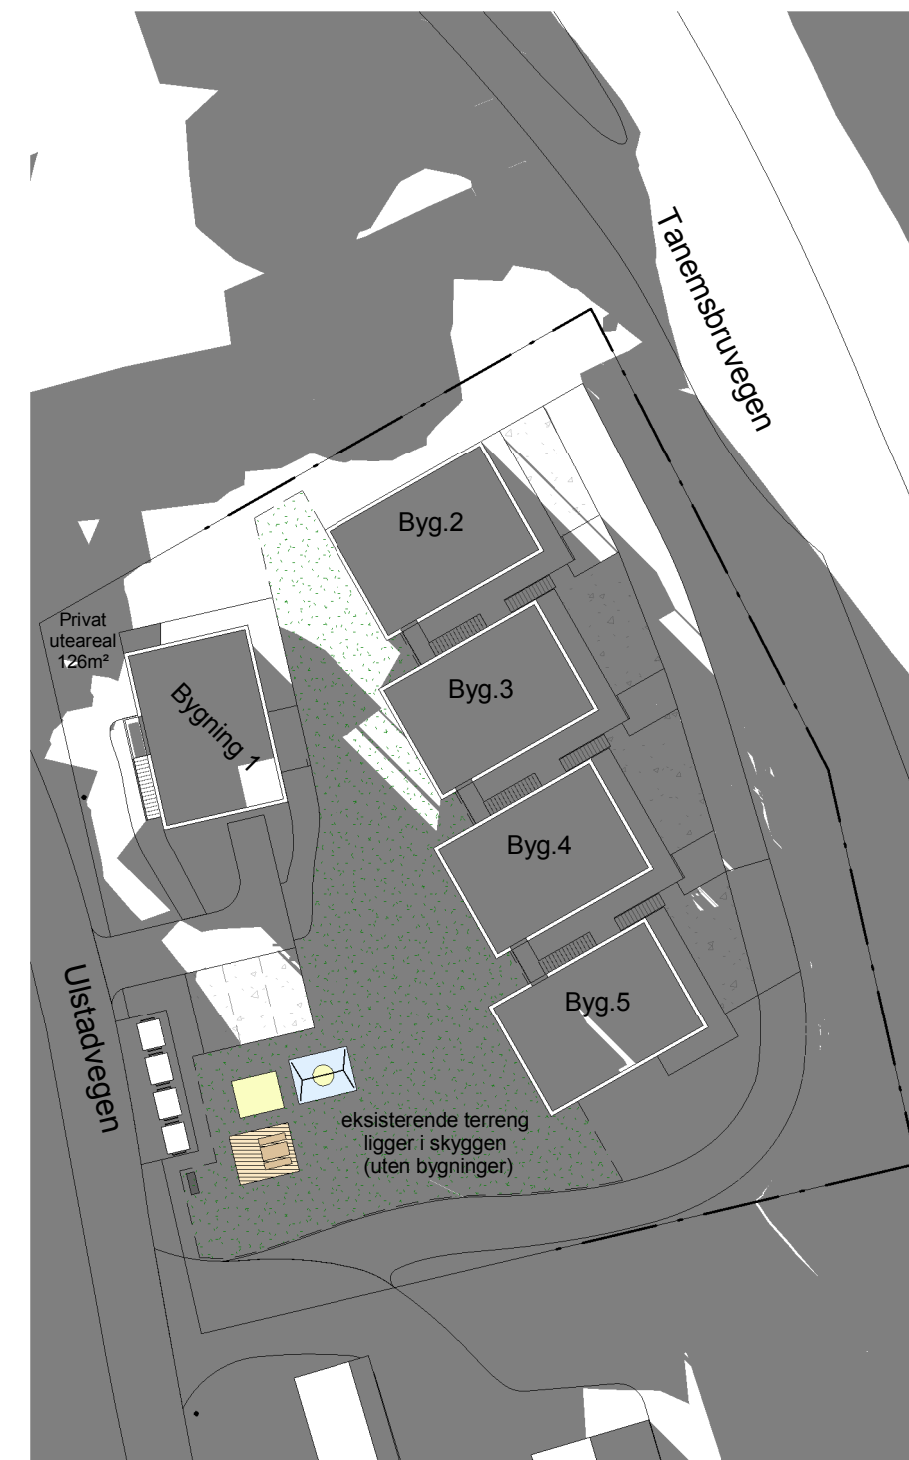 Tanemsbruvegen
Byg.2
Privat
uteareal
126m²
Bygning 1
Byg.3
Byg.4
Byg.5
Ulstadvegen
eksisterende terreng
ligger i skyggen
(uten bygninger)